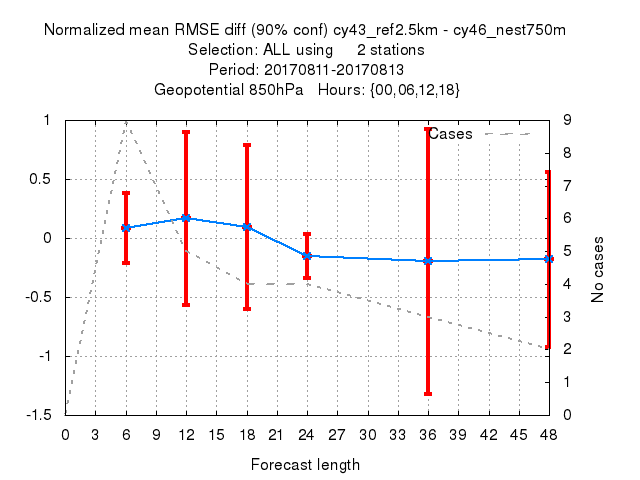 Normalized mean RMSE diff (90% conf) cy43_ref2.5km - cy46_nest750m
Selection: ALL using 2 stations
Period: 20170811-20170813
Geopotential 850hPa Hours: {00,06,12,18}
Cases
1
0.5
0
-0.5
-1
-1.5
9
8
7
6
5
4
3
2
1
0
No cases
0 3 6 9 12 15 18 21 24 27 30 33 36 39 42 45 48
Forecast length